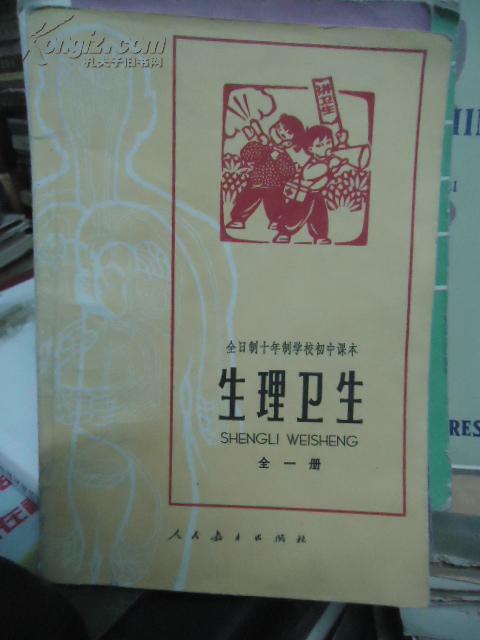 Kongfz.com
孔夫子旧书网
讲卫生
全日制十年制学校初中课本
生理卫生
SHENGLI WEISHENG
全一册
人民教育出版社
RES